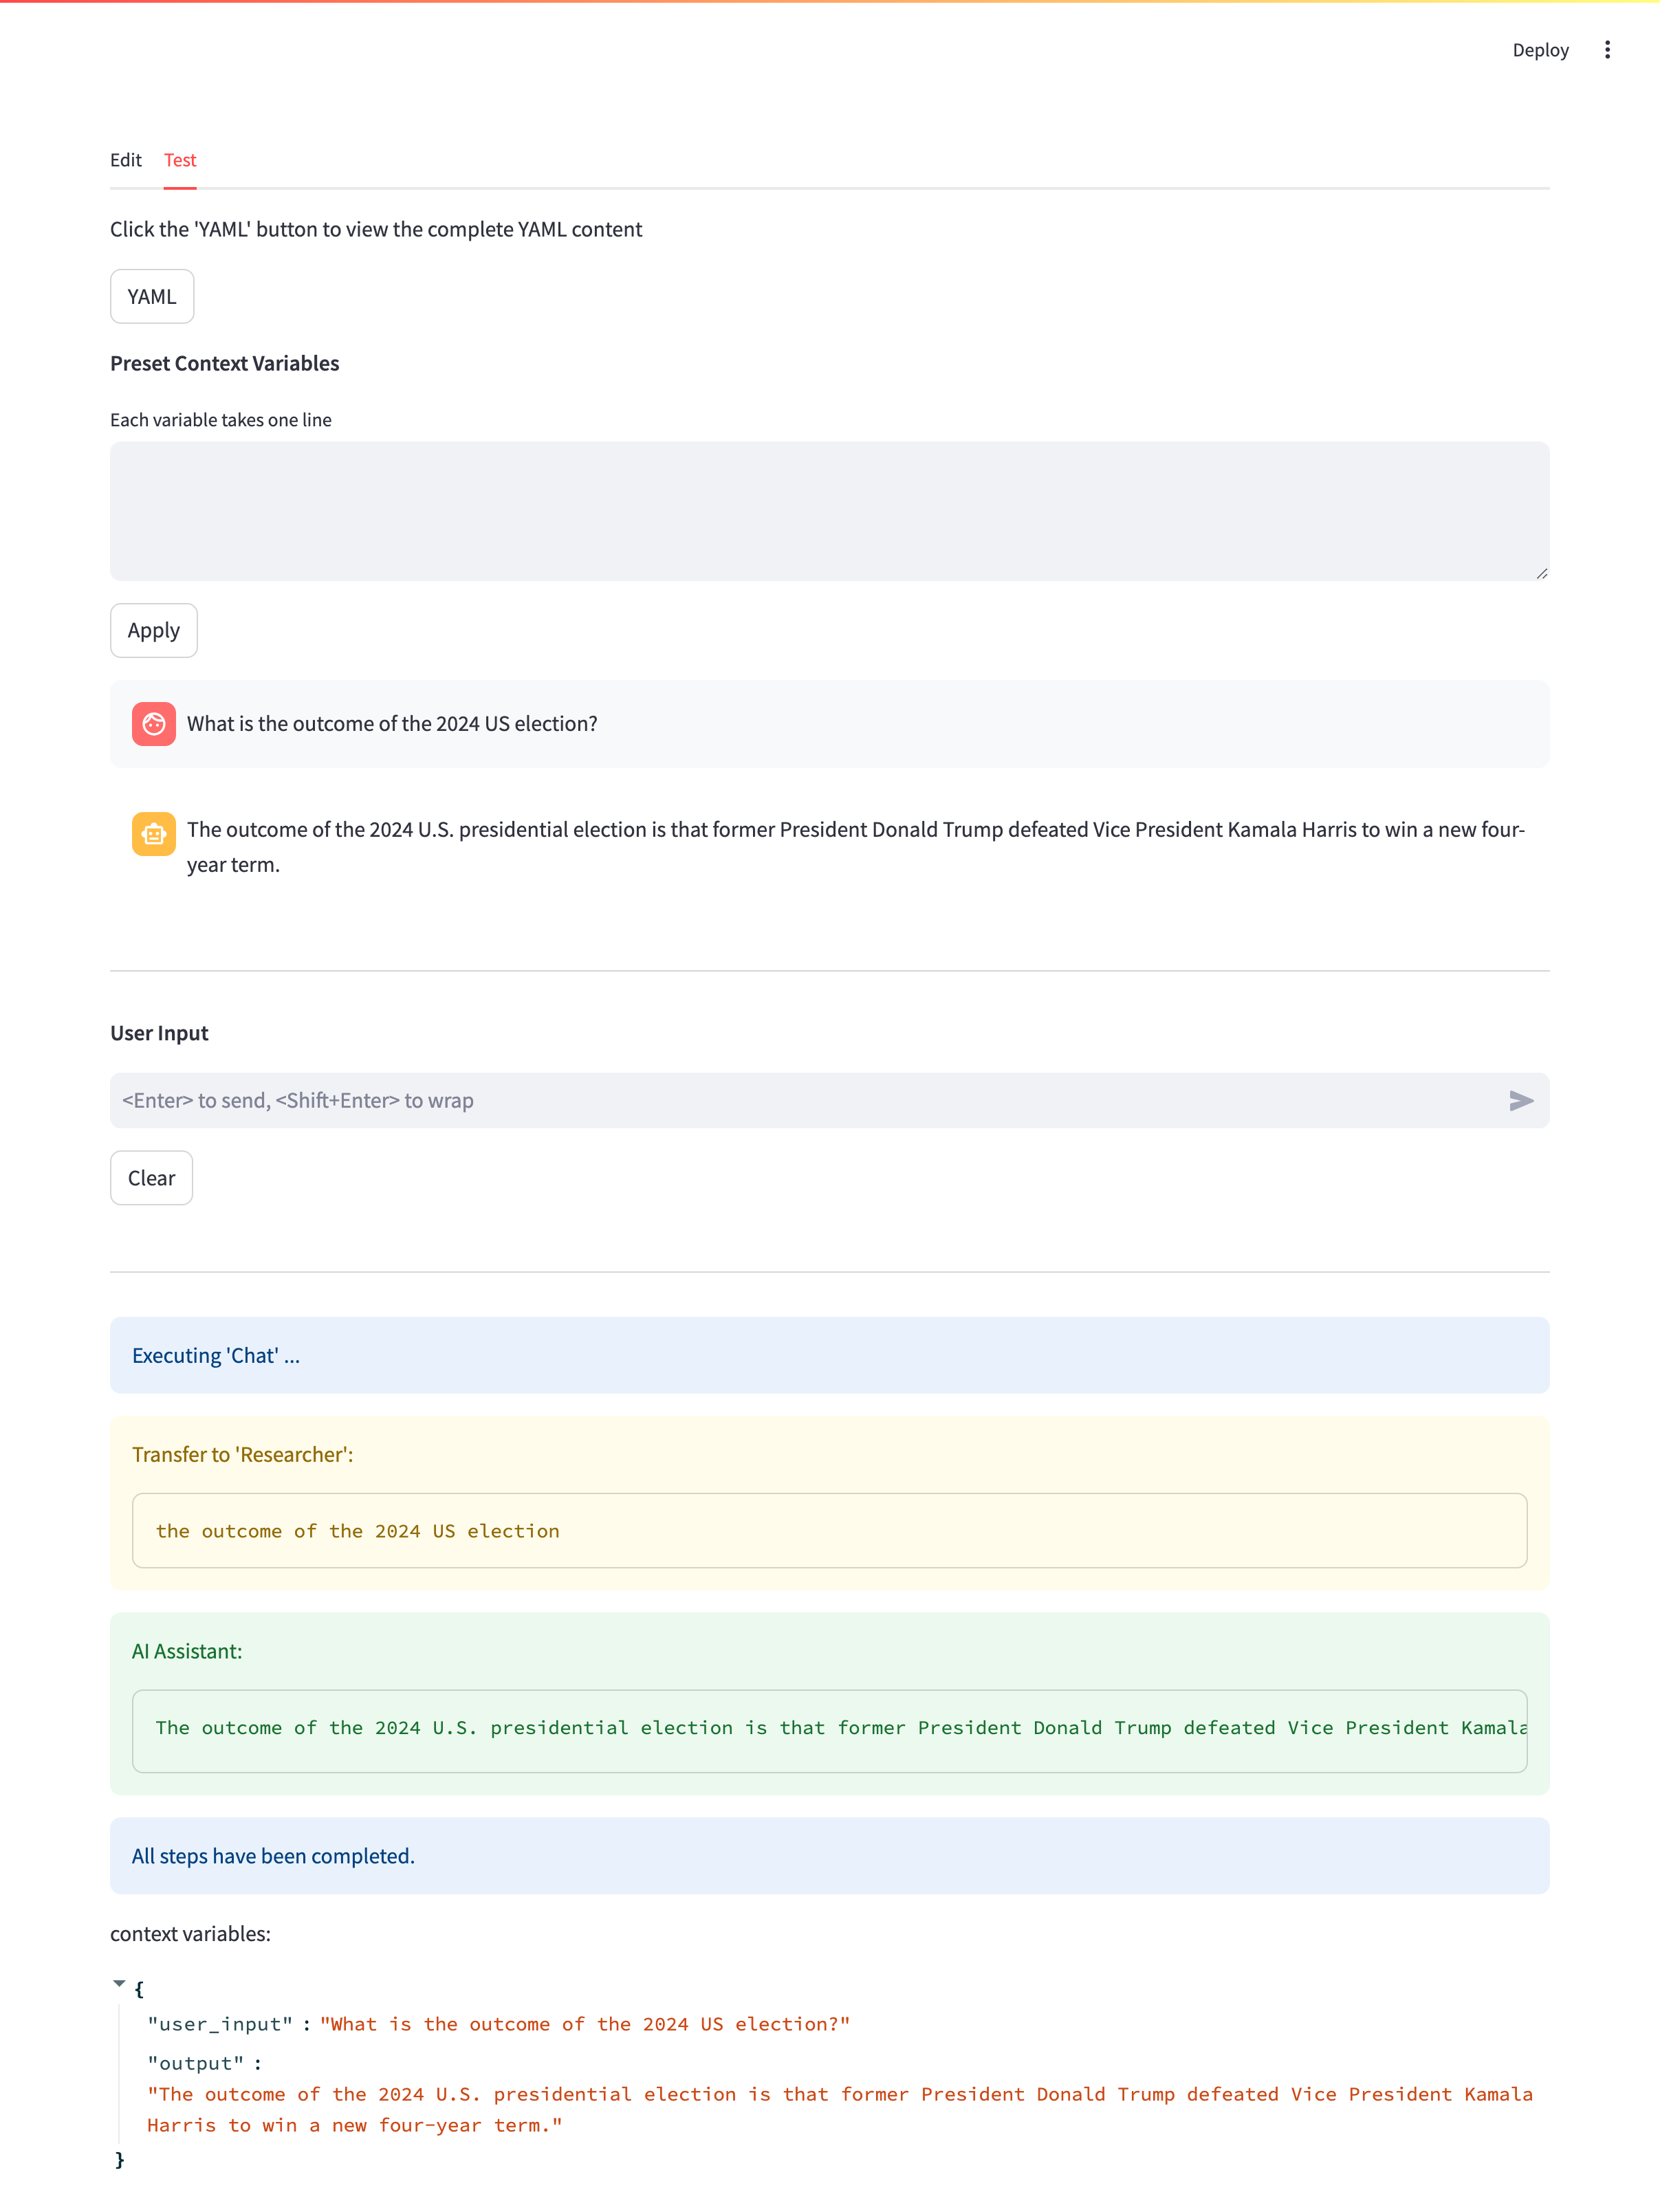 Deploy
Edit Test
Click the 'YAML' button to view the complete YAML content
YAML
Preset Context Variables
Each variable takes one line
Apply
What is the outcome of the 2024 US election?
The outcome of the 2024 U.S. presidential election is that former President Donald Trump defeated Vice President Kamala Harris to win a new four-
year term.
User Input
<Enter> to send, <Shift+Enter> to wrap
Clear
Executing 'Chat' ...
Transfer to 'Researcher':
the outcome of the 2024 US election
AI Assistant:
The outcome of the 2024 U.S. presidential election is that former President Donald Trump defeated Vice President Kamala
All steps have been completed.
context variables:
{
"user_input" : "What is the outcome of the 2024 US election?"
"output" :
"The outcome of the 2024 U.S. presidential election is that former President Donald Trump defeated Vice President Kamala
Harris to win a new four-year term."
}